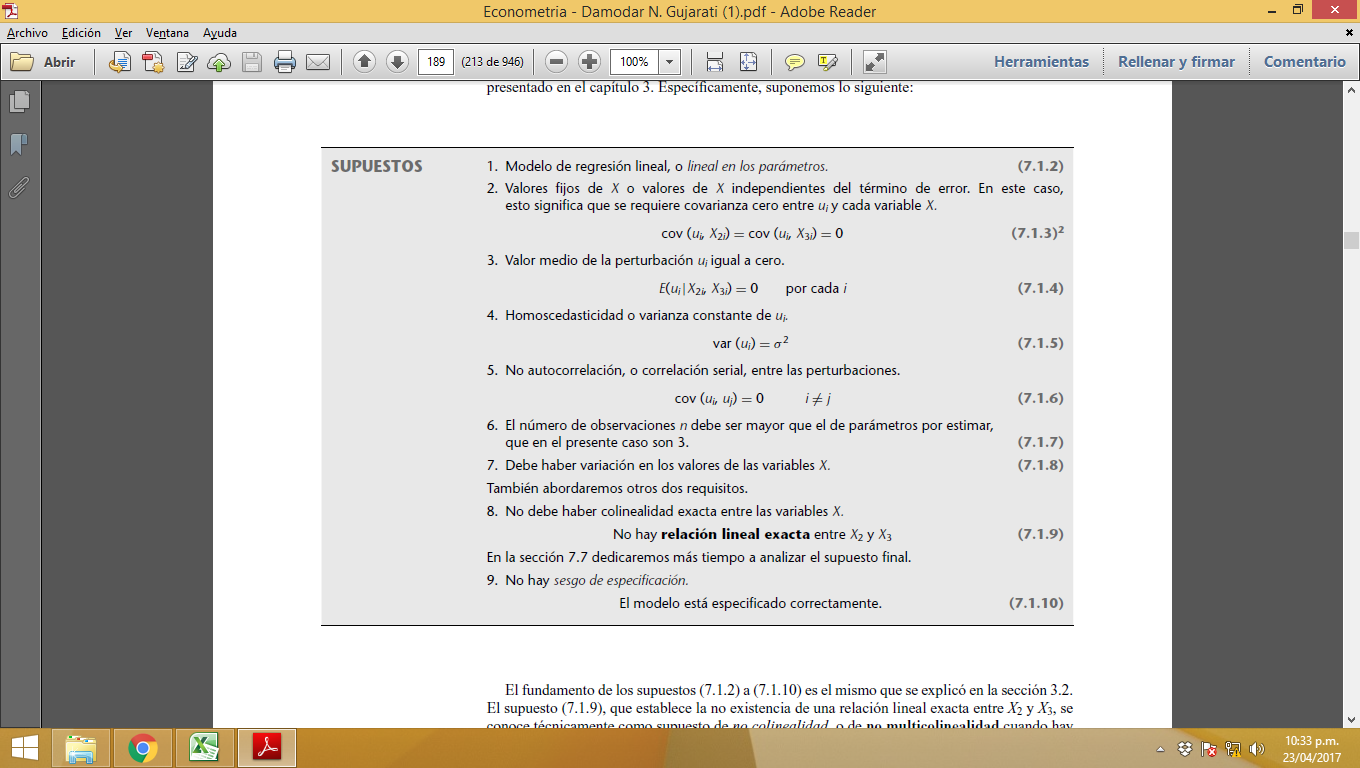 Econometria - Damodar N. Gujarati (1).pdf - Adobe Reader
Archivo Edición Ver Ventana Ayuda
Abrir 189 (213 de 946) 100% Herramientas Rellenar y firmar Comentario
presentado en el capítulo 3. Específicamente, suponemos lo siguiente:
SUPUESTOS
1. Modelo de regresión lineal, o lineal en los parámetros. (7.1.2)
2. Valores fijos de X o valores de X independientes del término de error. En este caso,
esto significa que se requiere covarianza cero entre uᵢ y cada variable X.
cov (uᵢ, X₂ᵢ) = cov (uᵢ, X₃ᵢ) = 0 (7.1.3)²
3. Valor medio de la perturbación uᵢ igual a cero.
E(uᵢ | X₂ᵢ, X₃ᵢ) = 0 por cada i (7.1.4)
4. Homoscedasticidad o varianza constante de uᵢ.
var (uᵢ) = σ² (7.1.5)
5. No autocorrelación, o correlación serial, entre las perturbaciones.
cov (uᵢ, uⱼ) = 0 i ≠ j (7.1.6)
6. El número de observaciones n debe ser mayor que el de parámetros por estimar,
que en el presente caso son 3. (7.1.7)
7. Debe haber variación en los valores de las variables X. (7.1.8)
También abordaremos otros dos requisitos.
8. No debe haber colinealidad exacta entre las variables X.
No hay relación lineal exacta entre X₂ y X₃ (7.1.9)
En la sección 7.7 dedicaremos más tiempo a analizar el supuesto final.
9. No hay sesgo de especificación.
El modelo está especificado correctamente. (7.1.10)
El fundamento de los supuestos (7.1.2) a (7.1.10) es el mismo que se explicó en la sección 3.2.
El supuesto (7.1.9), que establece la no existencia de una relación lineal exacta entre X₂ y X₃, se
conoce técnicamente como supuesto de no colinealidad, o de no multicolinealidad cuando hay
10:33 p.m.
23/04/2017